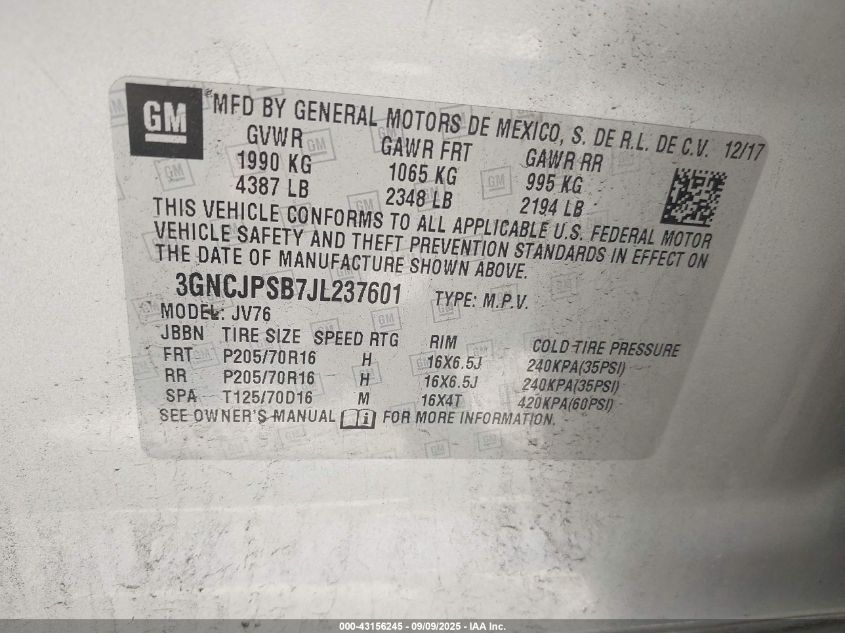 GM
MFD BY GENERAL MOTORS DE MEXICO, S. DE R.L. DE C.V. 12/17
GVWR GAWR FRT GAWR RR
1990 KG 1065 KG 995 KG
4387 LB 2348 LB 2194 LB
THIS VEHICLE CONFORMS TO ALL APPLICABLE U.S. FEDERAL MOTOR
VEHICLE SAFETY AND THEFT PREVENTION STANDARDS IN EFFECT ON
THE DATE OF MANUFACTURE SHOWN ABOVE.
3GNCJPSB7JL237601 TYPE: M.P.V.
MODEL: JV76
JBBN TIRE SIZE SPEED RTG RIM COLD TIRE PRESSURE
FRT P205/70R16 H 16X6.5J 240KPA(35PSI)
RR P205/70R16 H 16X6.5J 240KPA(35PSI)
SPA T125/70D16 M 16X4T 420KPA(60PSI)
SEE OWNER'S MANUAL i FOR MORE INFORMATION.
000-43156245 - 09/09/2025 - IAA Inc.